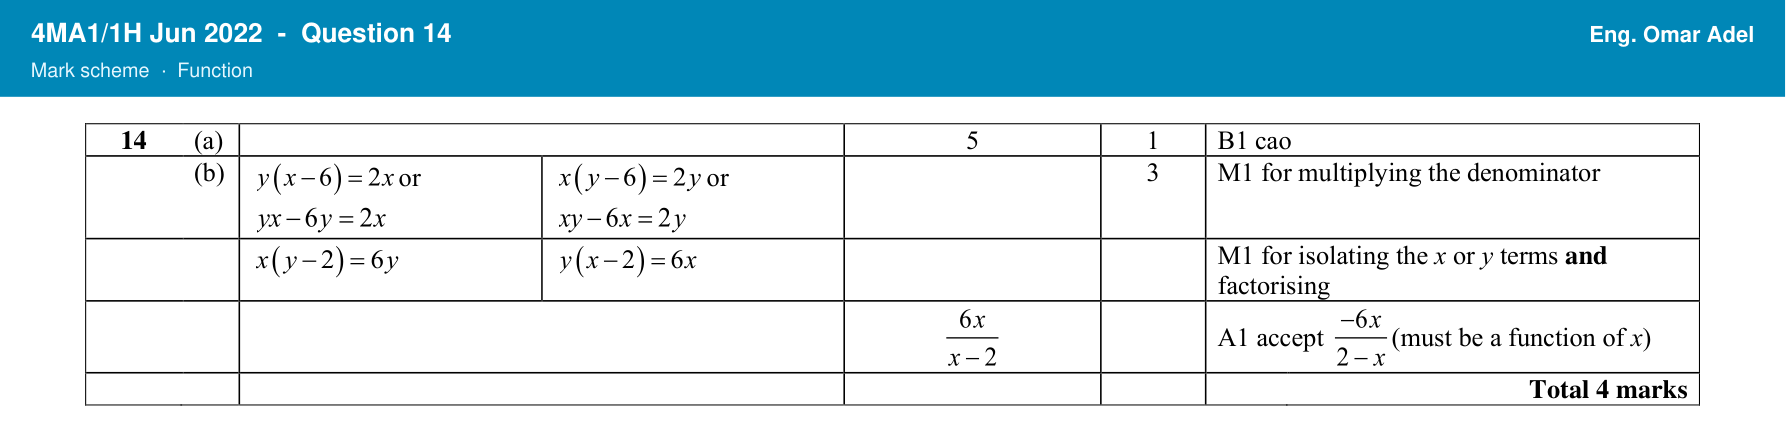 4MA1/1H Jun 2022 - Question 14
Eng. Omar Adel
Mark scheme · Function
14 (a) 5 1 B1 cao
(b) y(x−6)=2x or x(y−6)=2y or 3 M1 for multiplying the denominator
yx−6y=2x xy−6x=2y
x(y−2)=6y y(x−2)=6x M1 for isolating the x or y terms and
factorising
6x/(x−2) A1 accept −6x/(2−x) (must be a function of x)
Total 4 marks